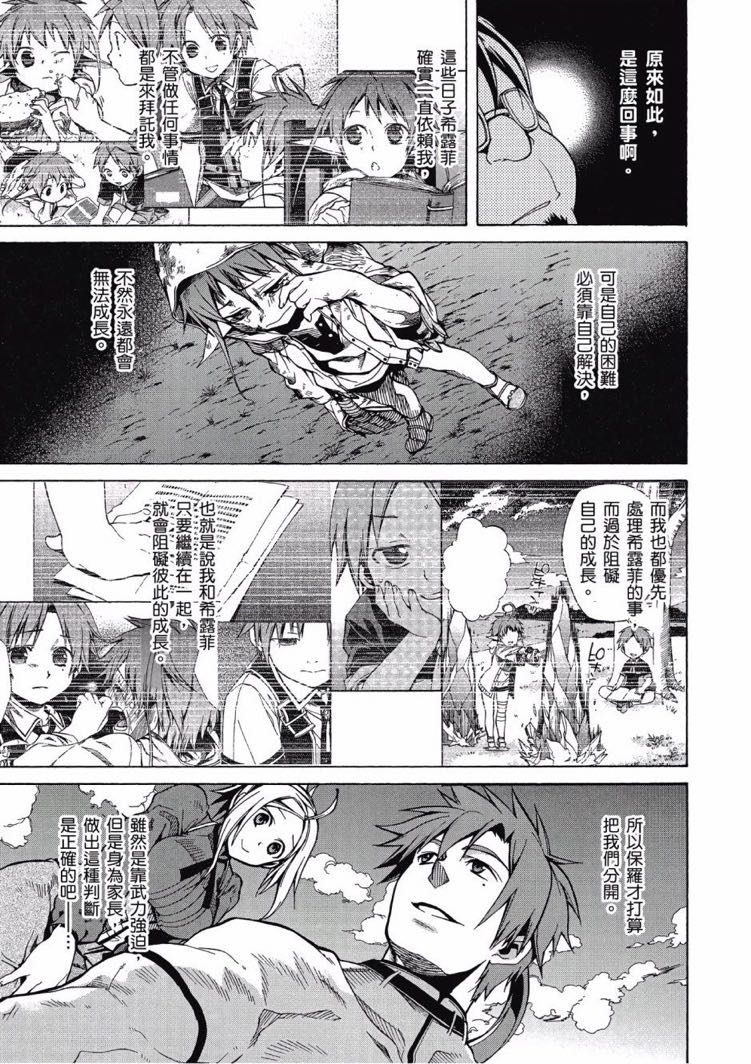 原來如此，
是這麼回事啊。
這些日子希露菲
確實一直依賴我，
不管做任何事情
都是來拜託我。
可是自己的困難
必須靠自己解決，
不然永遠都會
無法成長。
而我也都優先
處理希露菲的事，
而過於阻礙
自己的成長。
也就是說我和希露菲
只要繼續在一起，
就會阻礙彼此的成長。
所以保羅才打算
把我們分開。
雖然是靠武力強迫，
但是身為家長，
做出這種判斷
是正確的吧……